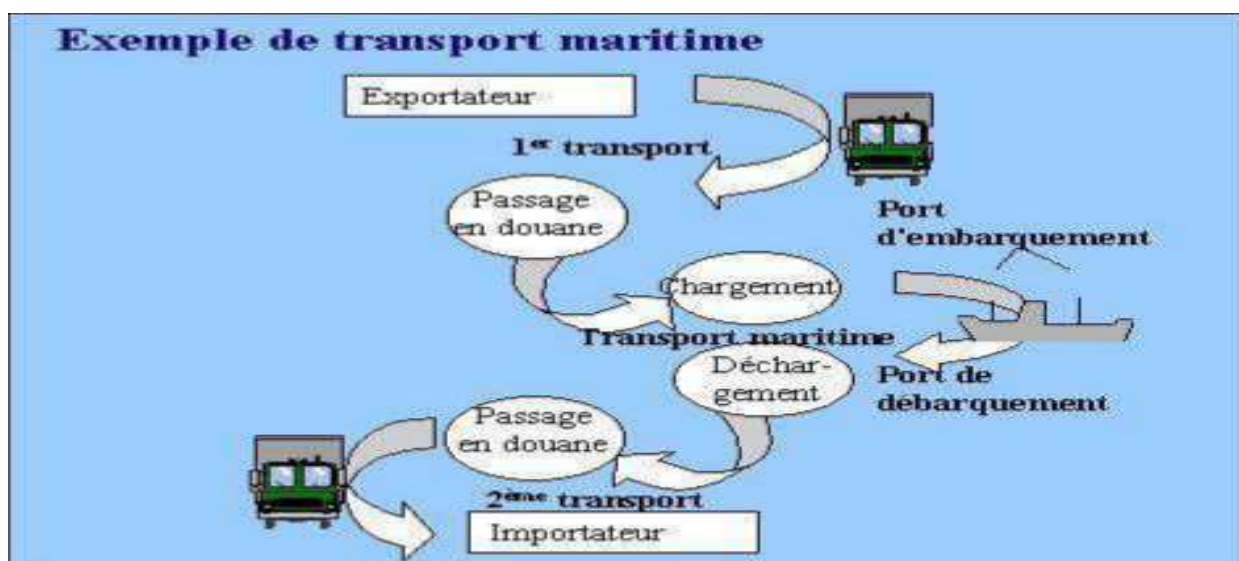 Exemple de transport maritime
Exportateur
1er transport
Passage
en douane
Port
d'embarquement
Chargement
Transport maritime
Déchar-
gement
Port de
débarquement
Passage
en douane
2ème transport
Importateur